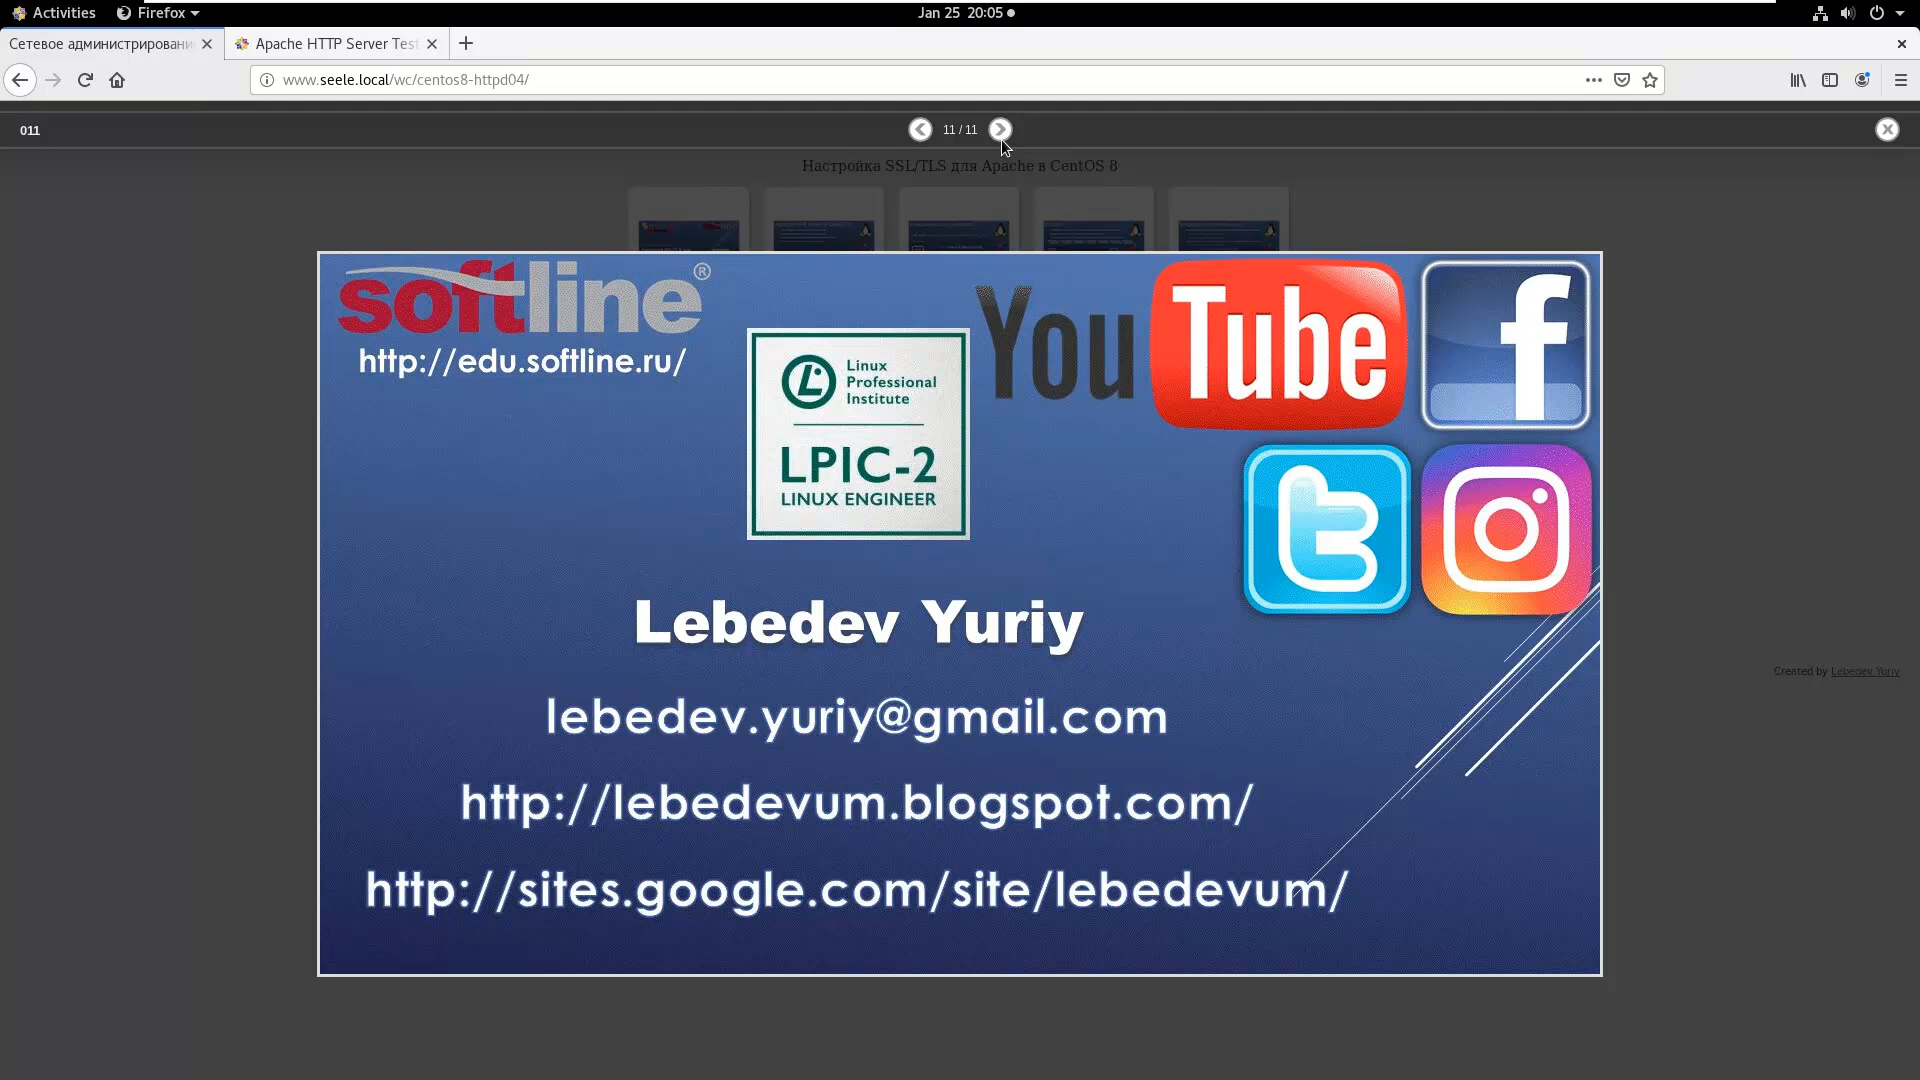 Activities
Firefox
Jan 25 20:05
Сетевое администрировани
Apache HTTP Server Tes
www.seele.local/wc/centos8-httpd04/
011
11 / 11
Настройка SSL/TLS для Apache в CentOS 8
softline®
http://edu.softline.ru/
Linux
Professional
Institute
LPIC-2
LINUX ENGINEER
You Tube
f
t
Lebedev Yuriy
lebedev.yuriy@gmail.com
http://lebedevum.blogspot.com/
http://sites.google.com/site/lebedevum/
Created by Lebedev Yuriy